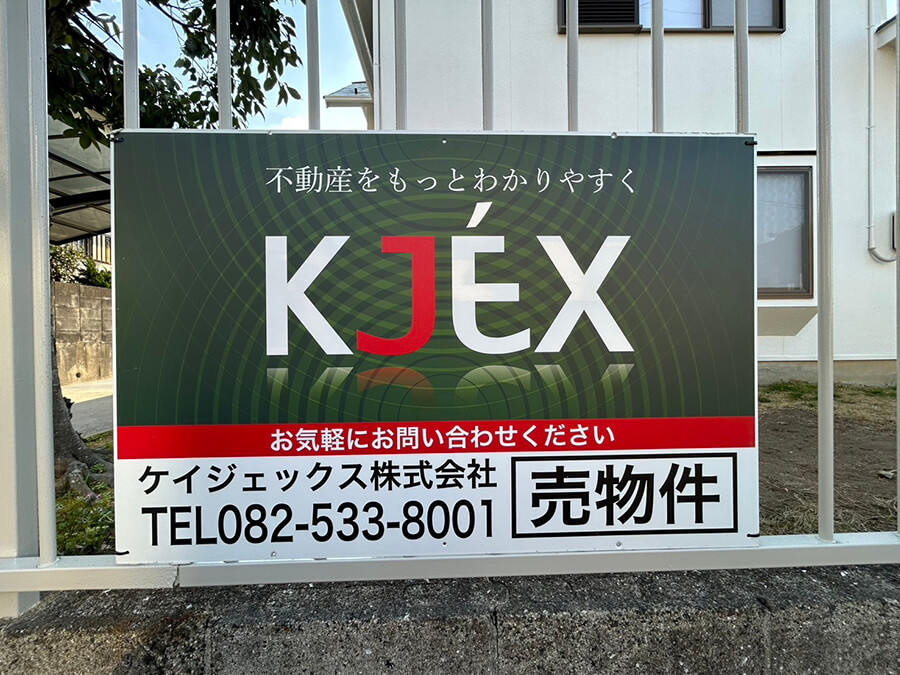 不動産をもっとわかりやすく
KJÉX
お気軽にお問い合わせください
ケイジェックス株式会社
TEL082-533-8001
売物件